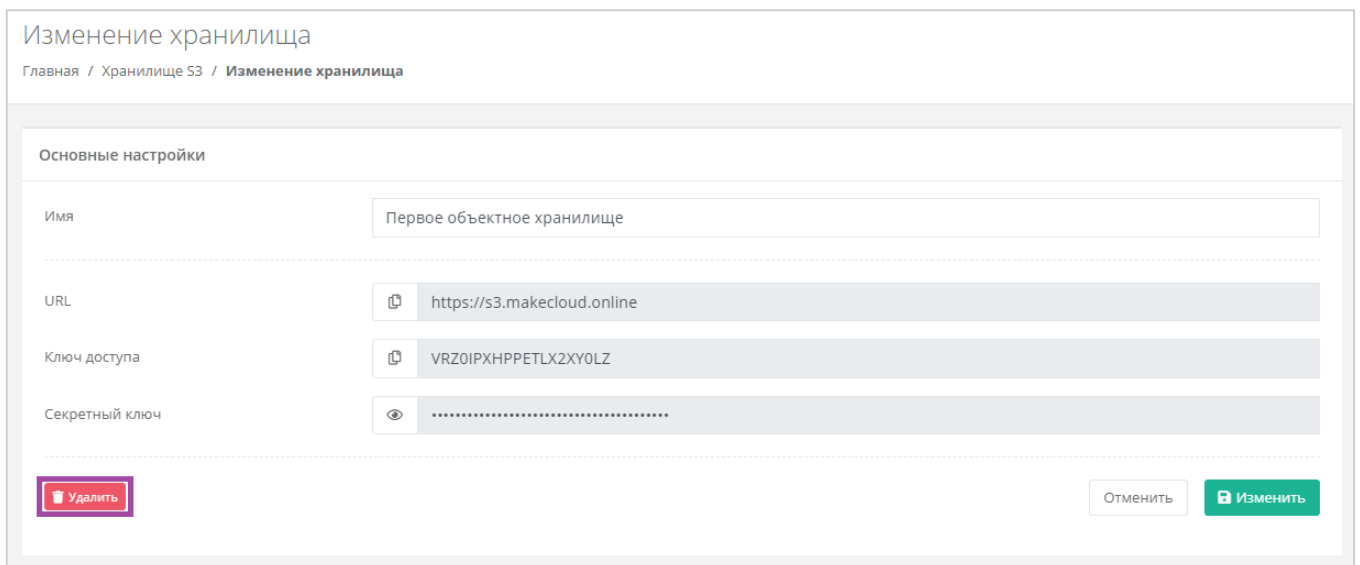 Изменение хранилища
Главная / Хранилище S3 / Изменение хранилища
Основные настройки
Имя
Первое объектное хранилище
URL
https://s3.makecloud.online
Ключ доступа
VRZ0IPXHPPETLX2XY0LZ
Секретный ключ
••••••••••••••••••••••••••••••••••••••••
Удалить
Отменить
Изменить